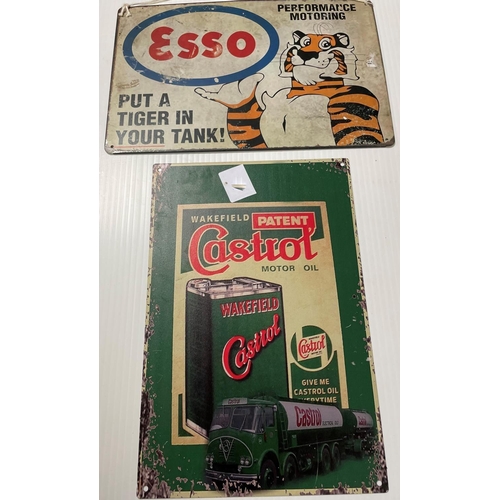 PERFORMANCE
MOTORING
Esso
PUT A
TIGER IN
YOUR TANK!
WAKEFIELD PATENT
Castrol
MOTOR OIL
WAKEFIELD
Castrol
Castrol
GIVE ME
CASTROL OIL
EVERYTIME
Castrol